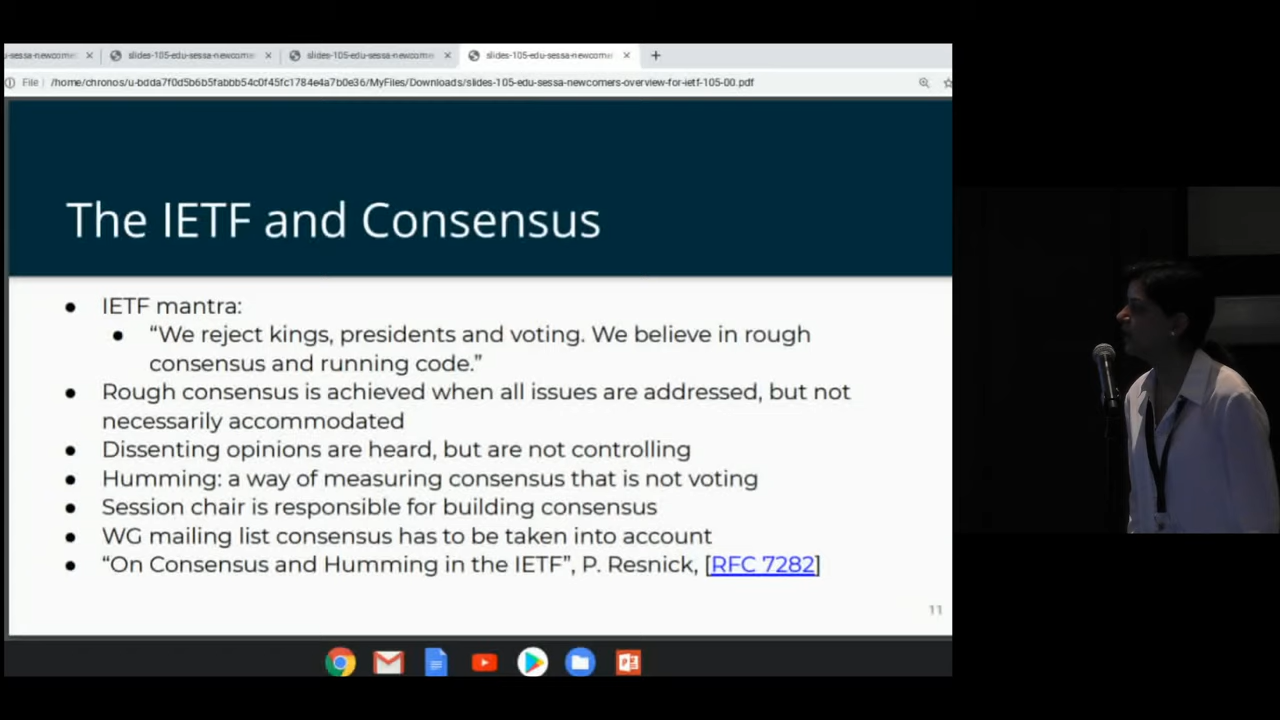 u-sessa-newcomer
slides-105-edu-sessa-newcome
slides-105-edu-sessa-newcome
slides-105-edu-sessa-newcome
File
/home/chronos/u-bdda7f0d5b6b5fabbb54c0f45fc1784e4a7b0e36/MyFiles/Downloads/slides-105-edu-sessa-newcomers-overview-for-ietf-105-00.pdf
The IETF and Consensus
● IETF mantra:
● “We reject kings, presidents and voting. We believe in rough
consensus and running code.”
● Rough consensus is achieved when all issues are addressed, but not
necessarily accommodated
● Dissenting opinions are heard, but are not controlling
● Humming: a way of measuring consensus that is not voting
● Session chair is responsible for building consensus
● WG mailing list consensus has to be taken into account
● “On Consensus and Humming in the IETF”, P. Resnick, [RFC 7282]
11